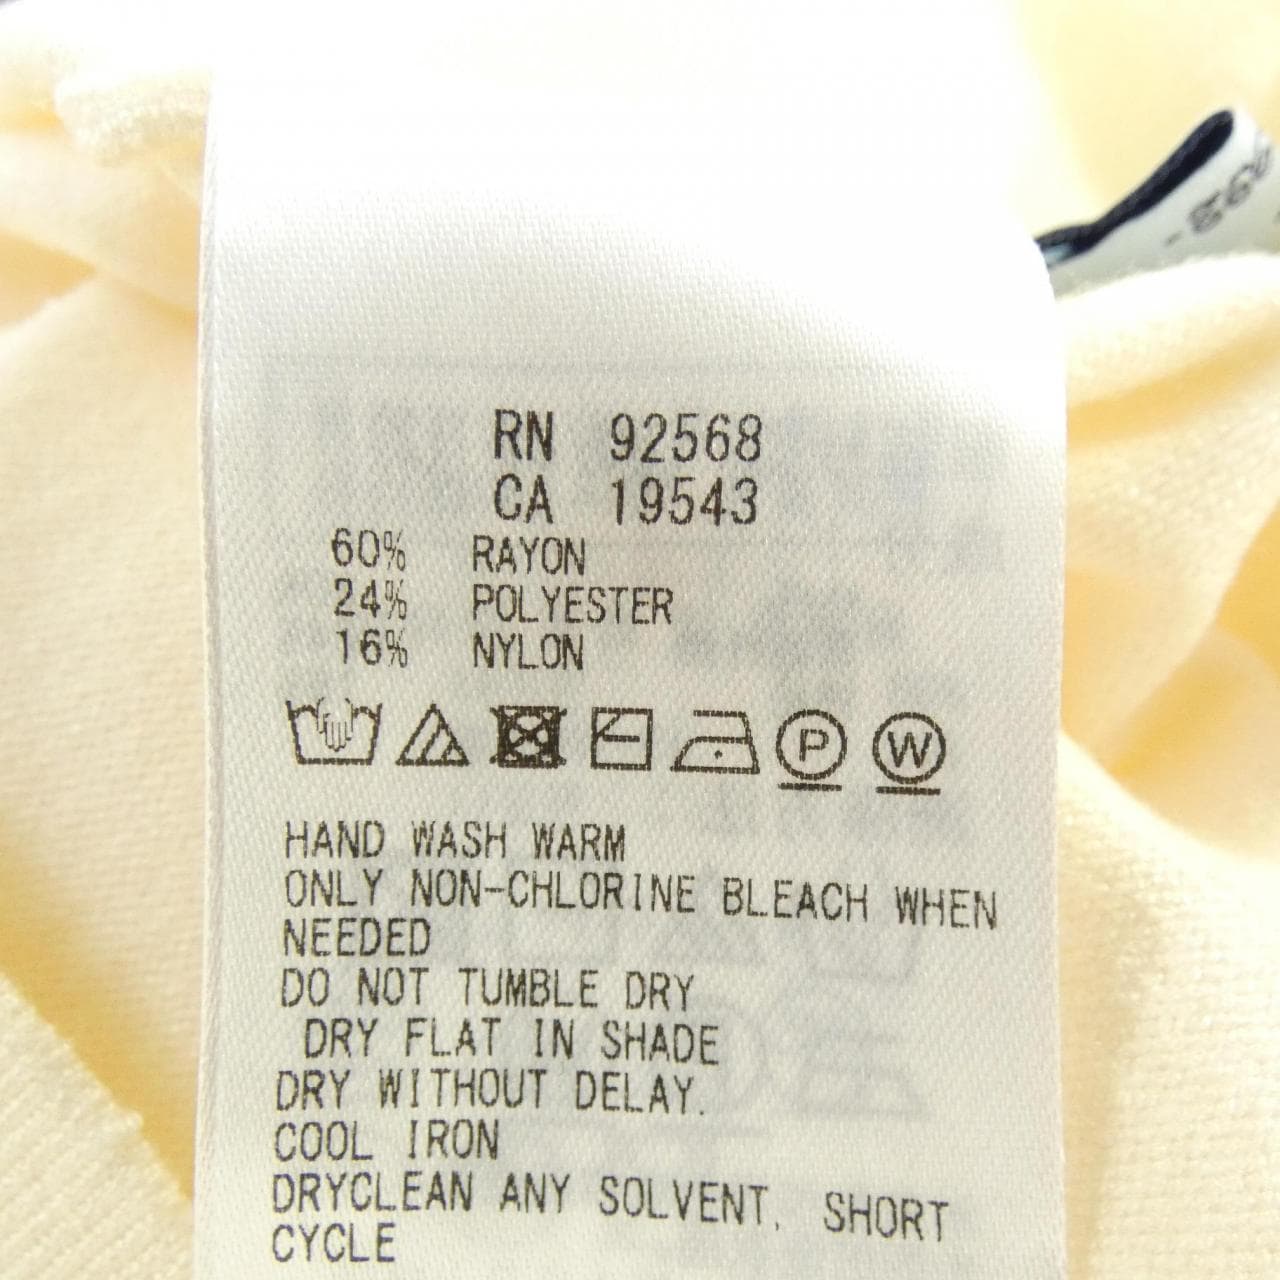 RN 92568
CA 19543
60% RAYON
24% POLYESTER
16% NYLON
P W
HAND WASH WARM
ONLY NON-CHLORINE BLEACH WHEN
NEEDED
DO NOT TUMBLE DRY
DRY FLAT IN SHADE
DRY WITHOUT DELAY.
COOL IRON
DRYCLEAN ANY SOLVENT, SHORT
CYCLE